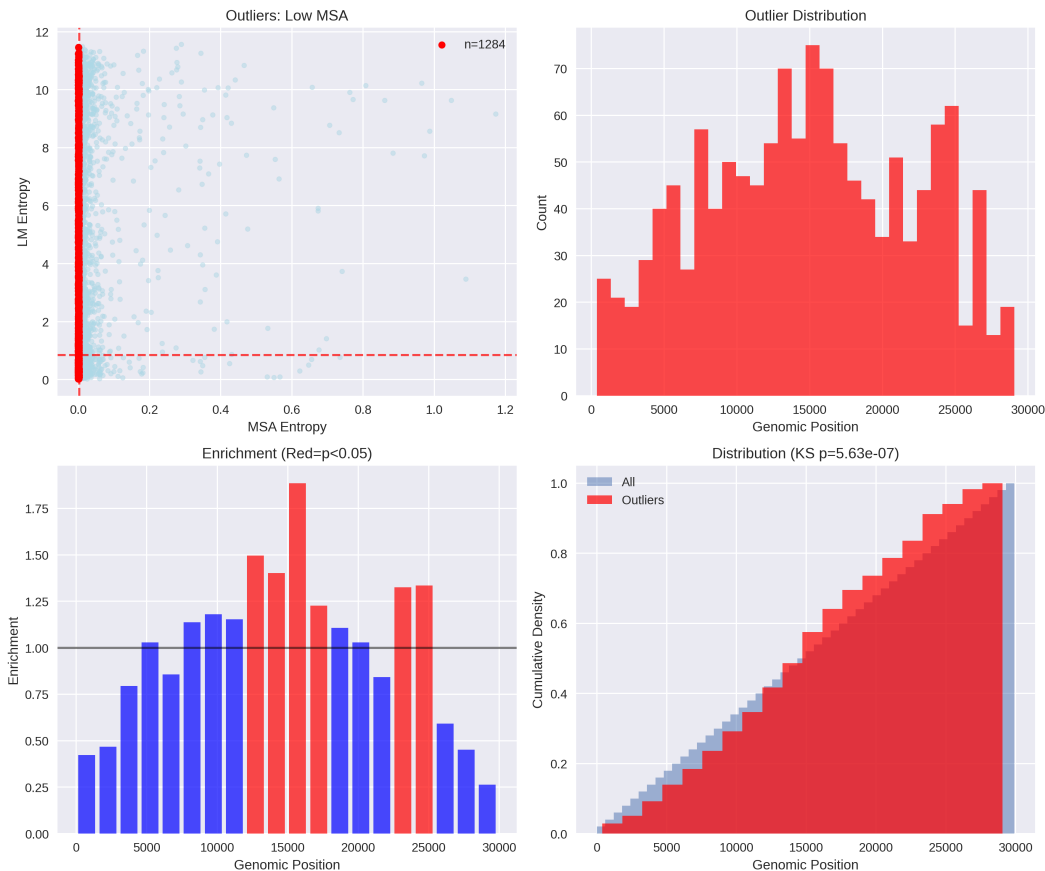 Outliers: Low MSA
12
10
8
6
4
2
0
LM Entropy
n=1284
0.0 0.2 0.4 0.6 0.8 1.0 1.2
MSA Entropy
Outlier Distribution
70
60
50
40
30
20
10
0
Count
0 5000 10000 15000 20000 25000 30000
Genomic Position
Enrichment (Red=p<0.05)
1.75
1.50
1.25
1.00
0.75
0.50
0.25
0.00
Enrichment
0 5000 10000 15000 20000 25000 30000
Genomic Position
Distribution (KS p=5.63e-07)
1.0
0.8
0.6
0.4
0.2
0.0
Cumulative Density
All
Outliers
0 5000 10000 15000 20000 25000 30000
Genomic Position